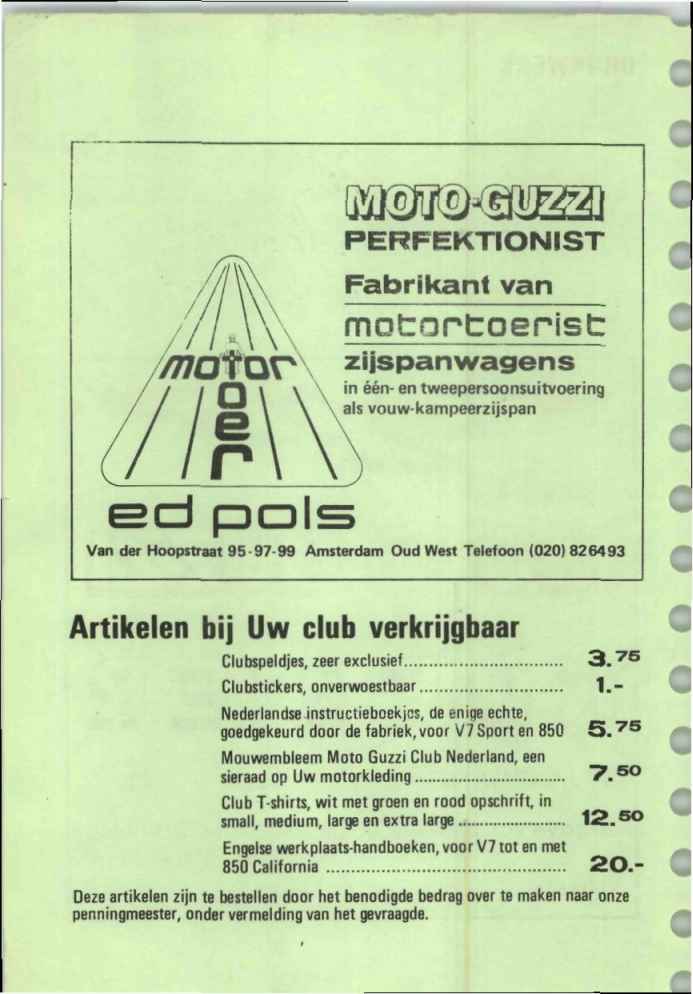 MOTO-GUZZI
PERFEKTIONIST
Fabrikant van
motortoerist
zijspanwagens
in één- en tweepersoonsuitvoering
als vouw-kampeerzijspan
motor
toer
ed pols
Van der Hoopstraat 95-97-99 Amsterdam Oud West Telefoon (020) 826493
Artikelen bij Uw club verkrijgbaar
Clubspeldjes, zeer exclusief................................ 3.75
Clubstickers, onverwoestbaar............................. 1.-
Nederlandse instructieboekjes, de enige echte,
goedgekeurd door de fabriek, voor V7 Sport en 850 5.75
Mouwembleem Moto Guzzi Club Nederland, een
sieraad op Uw motorkleding .................................. 7.50
Club T-shirts, wit met groen en rood opschrift, in
small, medium, large en extra large ......................... 12.50
Engelse werkplaats-handboeken, voor V7 tot en met
850 California ................................................ 20.-
Deze artikelen zijn te bestellen door het benodigde bedrag over te maken naar onze
penningmeester, onder vermelding van het gevraagde.